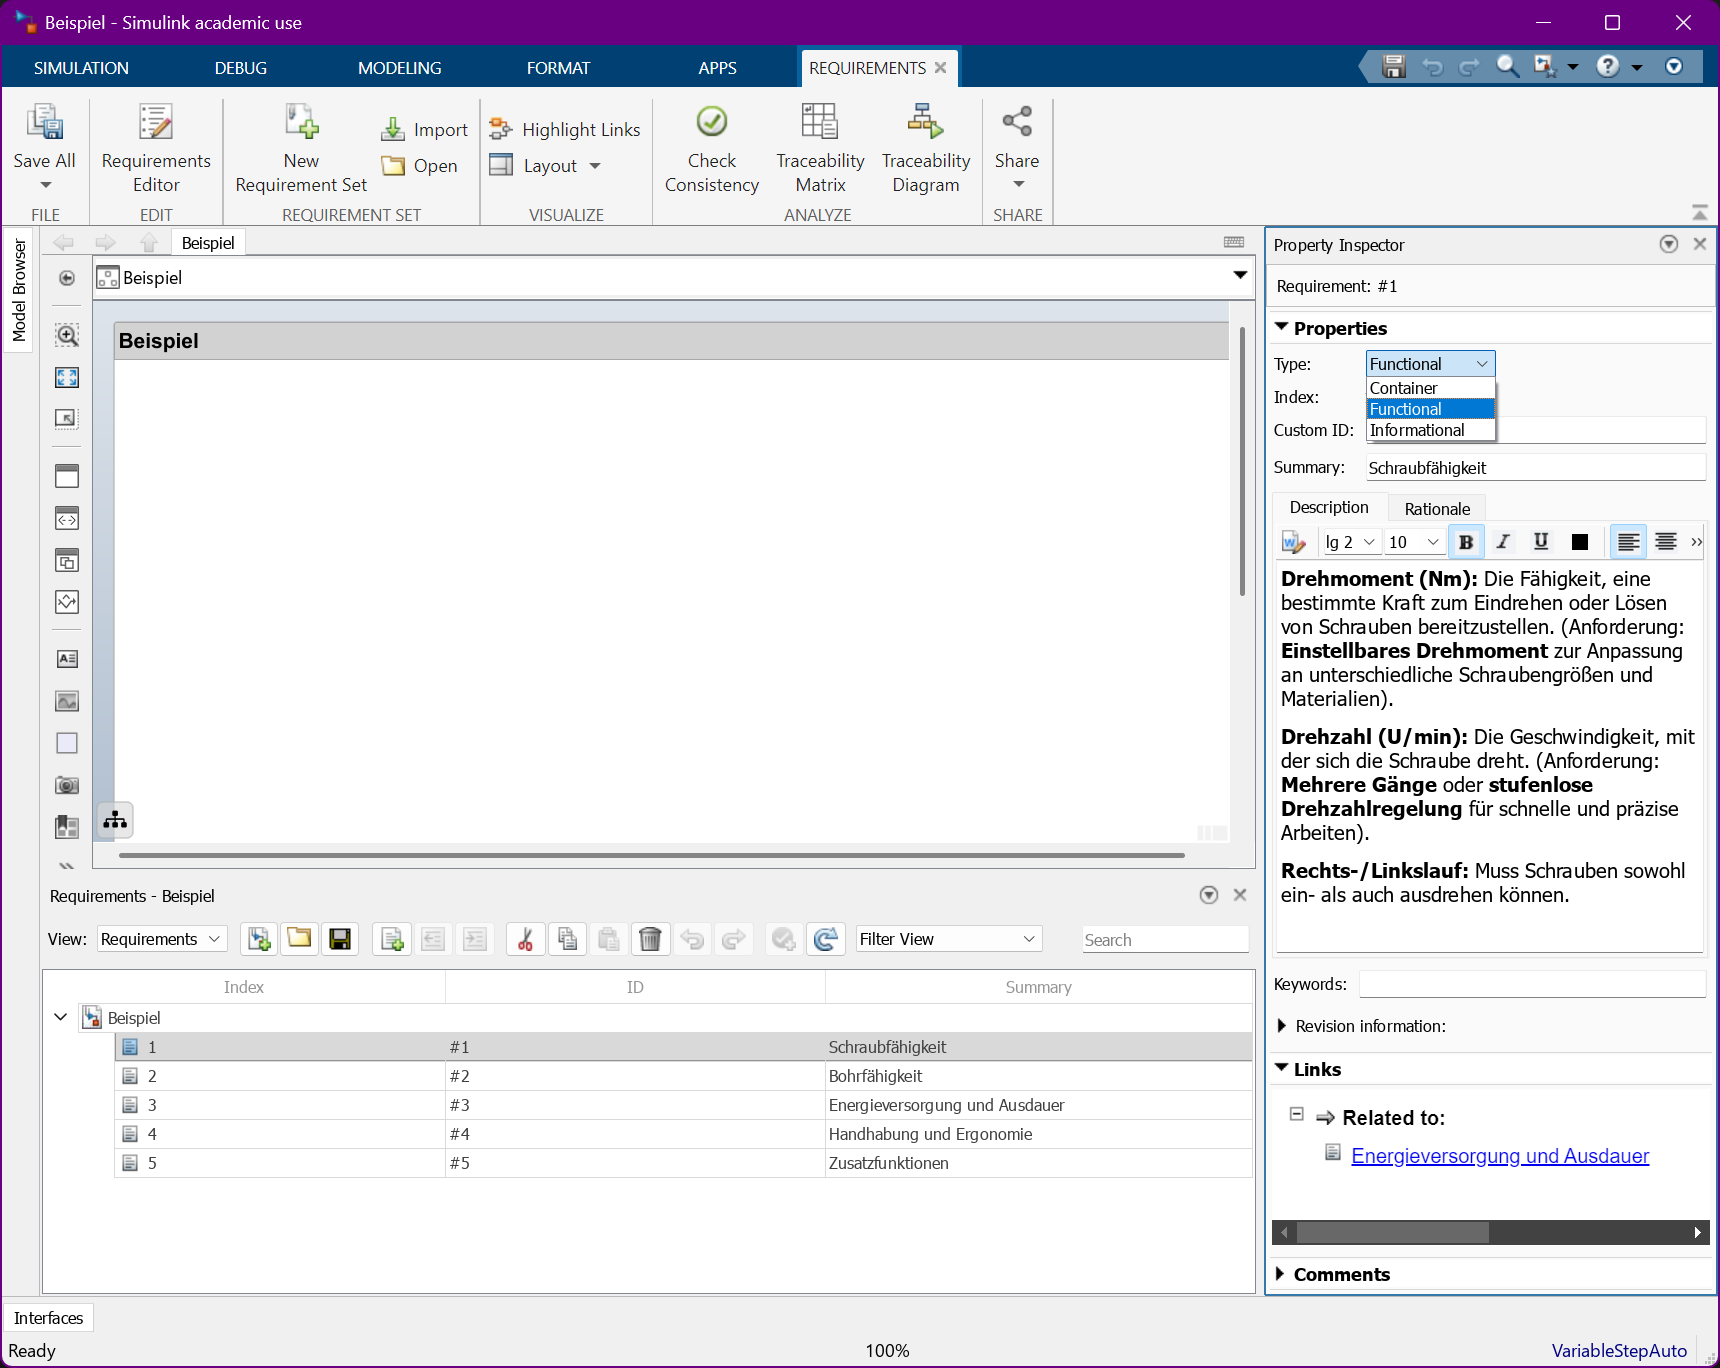 Beispiel - Simulink academic use
SIMULATION DEBUG MODELING FORMAT APPS REQUIREMENTS
Save All
Requirements Editor
New Requirement Set
Import
Open
Highlight Links
Layout
Check Consistency
Traceability Matrix
Traceability Diagram
Share
FILE EDIT REQUIREMENT SET VISUALIZE ANALYZE SHARE
Model Browser
Beispiel
Beispiel
Beispiel
Requirements - Beispiel
View: Requirements Filter View Search
Index ID Summary
Beispiel
1 #1 Schraubfähigkeit
2 #2 Bohrfähigkeit
3 #3 Energieversorgung und Ausdauer
4 #4 Handhabung und Ergonomie
5 #5 Zusatzfunktionen
Property Inspector
Requirement: #1
Properties
Type: Functional
Container
Functional
Informational
Index:
Custom ID:
Summary: Schraubfähigkeit
Description Rationale
lg 2 10 B I U
Drehmoment (Nm): Die Fähigkeit, eine
bestimmte Kraft zum Eindrehen oder Lösen
von Schrauben bereitzustellen. (Anforderung:
Einstellbares Drehmoment zur Anpassung
an unterschiedliche Schraubengrößen und
Materialien).
Drehzahl (U/min): Die Geschwindigkeit, mit
der sich die Schraube dreht. (Anforderung:
Mehrere Gänge oder stufenlose
Drehzahlregelung für schnelle und präzise
Arbeiten).
Rechts-/Linkslauf: Muss Schrauben sowohl
ein- als auch ausdrehen können.
Keywords:
Revision information:
Links
Related to:
Energieversorgung und Ausdauer
Comments
Interfaces
Ready 100% VariableStepAuto